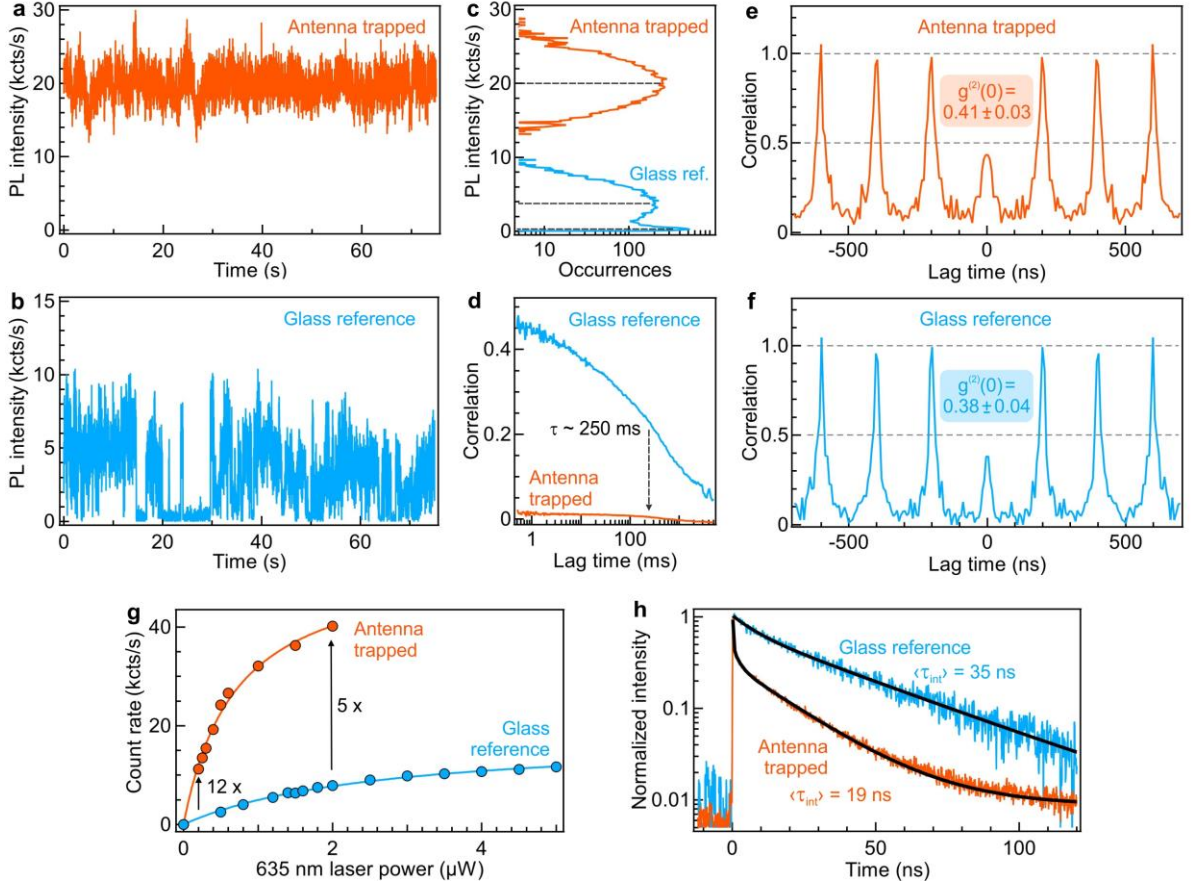 a
30
20
10
0
PL intensity (kcts/s)
Antenna trapped
0
20
40
60
Time (s)
b
15
10
5
0
PL intensity (kcts/s)
Glass reference
0
20
40
60
Time (s)
c
30
20
10
0
PL intensity (kcts/s)
Antenna trapped
Glass ref.
10
100
Occurrences
d
0.4
0.2
0
Correlation
Glass reference
τ ~ 250 ms
Antenna
trapped
1
100
Lag time (ms)
e
Antenna trapped
1.0
0.5
0
Correlation
g⁽²⁾(0) =
0.41 ± 0.03
-500
0
500
Lag time (ns)
f
Glass reference
1.0
0.5
0
Correlation
g⁽²⁾(0) =
0.38 ± 0.04
-500
0
500
Lag time (ns)
g
40
20
0
Count rate (kcts/s)
Antenna
trapped
5 x
12 x
Glass
reference
0
2
4
635 nm laser power (µW)
h
1
0.1
0.01
Normalized intensity
Glass reference
⟨τint⟩ = 35 ns
Antenna
trapped
⟨τint⟩ = 19 ns
0
50
100
Time (ns)